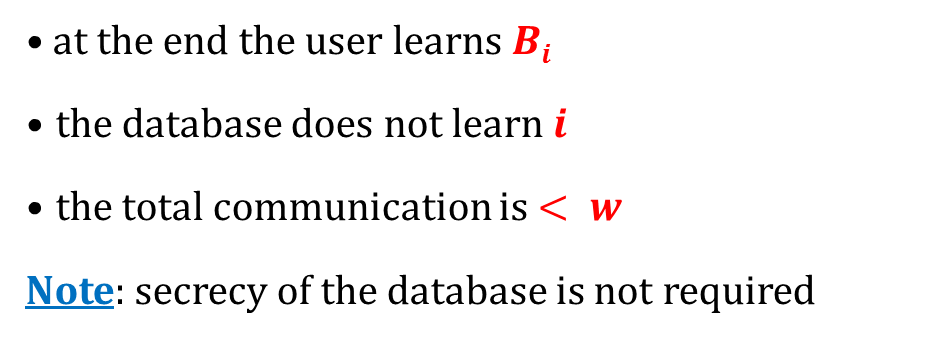 • at the end the user learns Bᵢ
• the database does not learn i
• the total communication is < w
Note: secrecy of the database is not required